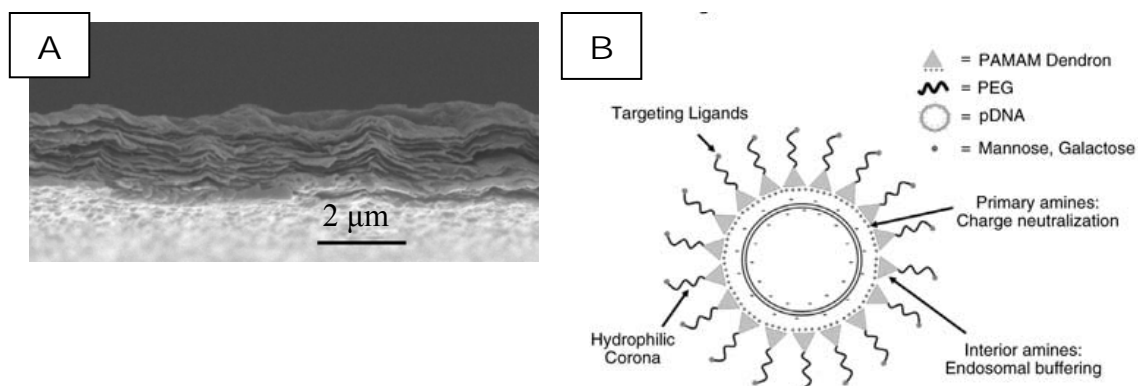 A
2 μm
B
= PAMAM Dendron
= PEG
= pDNA
= Mannose, Galactose
Targeting Ligands
Primary amines:
Charge neutralization
Hydrophilic
Corona
Interior amines:
Endosomal buffering